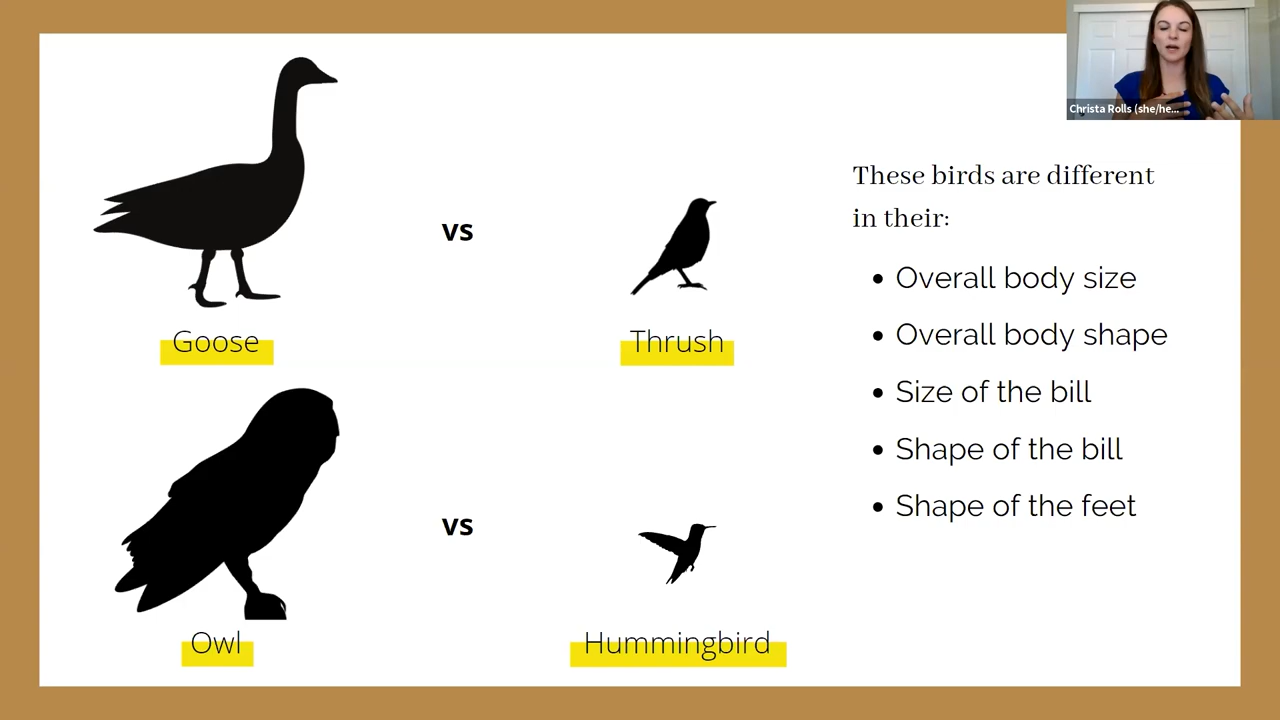 Christa Rolls (she/he...
vs
Goose
Thrush
vs
Owl
Hummingbird
These birds are different
in their:
• Overall body size
• Overall body shape
• Size of the bill
• Shape of the bill
• Shape of the feet